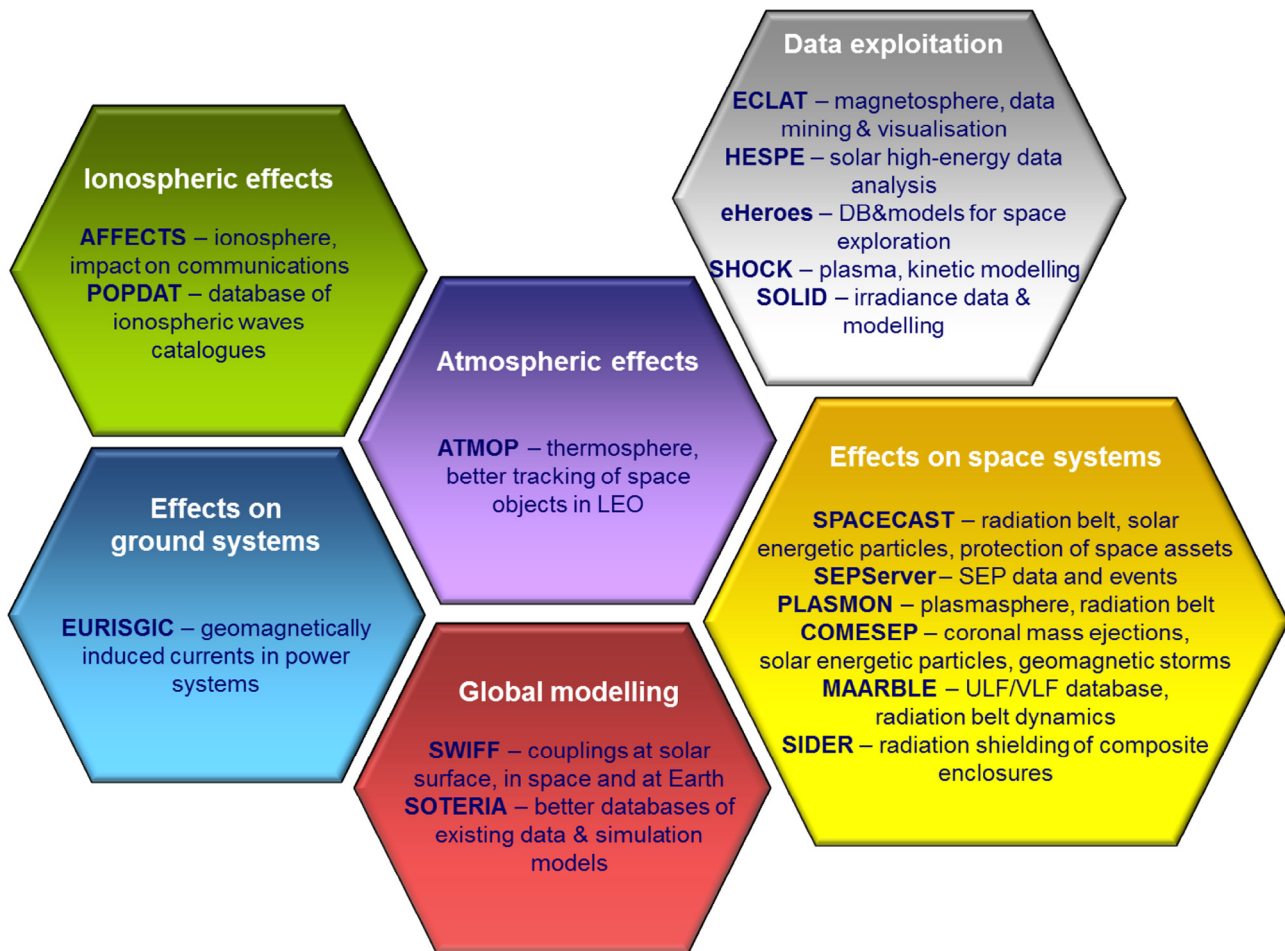 Data exploitation
ECLAT – magnetosphere, data
mining & visualisation
HESPE – solar high-energy data
analysis
eHeroes – DB&models for space
exploration
SHOCK – plasma, kinetic modelling
SOLID – irradiance data &
modelling
Ionospheric effects
AFFECTS – ionosphere,
impact on communications
POPDAT – database of
ionospheric waves
catalogues
Atmospheric effects
ATMOP – thermosphere,
better tracking of space
objects in LEO
Effects on space systems
SPACECAST – radiation belt, solar
energetic particles, protection of space assets
SEPServer– SEP data and events
PLASMON – plasmasphere, radiation belt
COMESEP – coronal mass ejections,
solar energetic particles, geomagnetic storms
MAARBLE – ULF/VLF database,
radiation belt dynamics
SIDER – radiation shielding of composite
enclosures
Effects on
ground systems
EURISGIC – geomagnetically
induced currents in power
systems
Global modelling
SWIFF – couplings at solar
surface, in space and at Earth
SOTERIA – better databases of
existing data & simulation
models